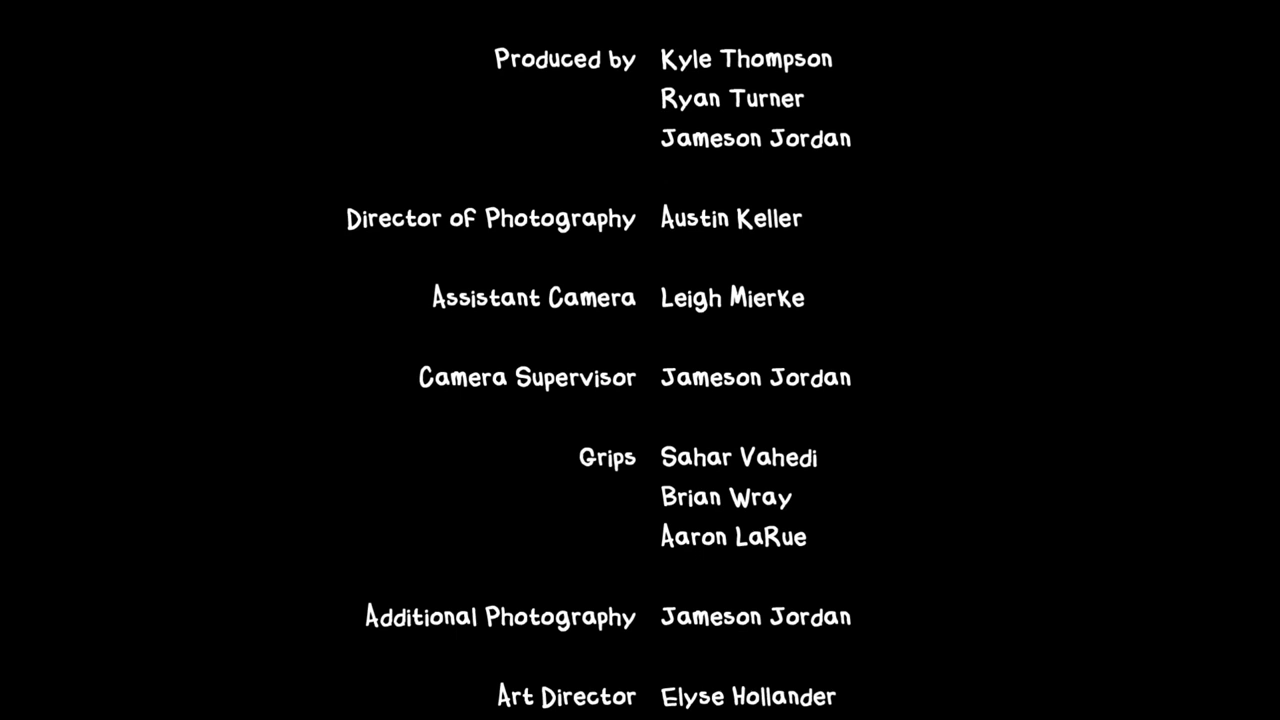 Produced by Kyle Thompson
Ryan Turner
Jameson Jordan
Director of Photography Austin Keller
Assistant Camera Leigh Mierke
Camera Supervisor Jameson Jordan
Grips Sahar Vahedi
Brian Wray
Aaron LaRue
Additional Photography Jameson Jordan
Art Director Elyse Hollander